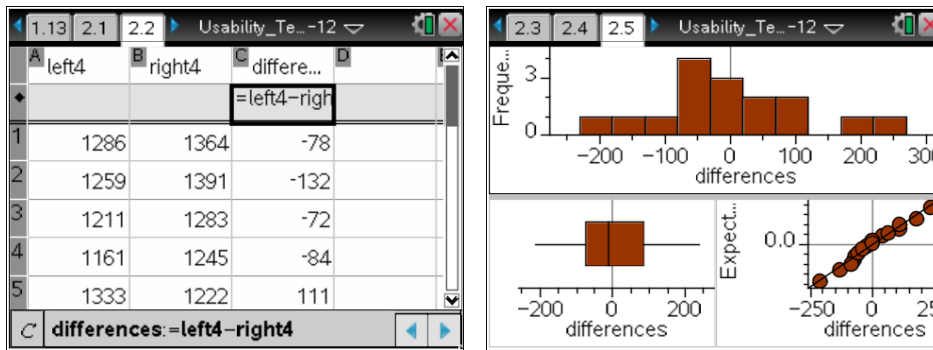 1.13 2.1 2.2 Usability_Te...-12
A left4 B right4 C differe... D
=left4−righ
1 1286 1364 -78
2 1259 1391 -132
3 1211 1283 -72
4 1161 1245 -84
5 1333 1222 111
C differences:=left4−right4
2.3 2.4 2.5 Usability_Te...-12
Freque...
3
0
−200 −100 0 100 200 300
differences
−200 0 200
differences
Expect...
0.0
−250 0 25
differences